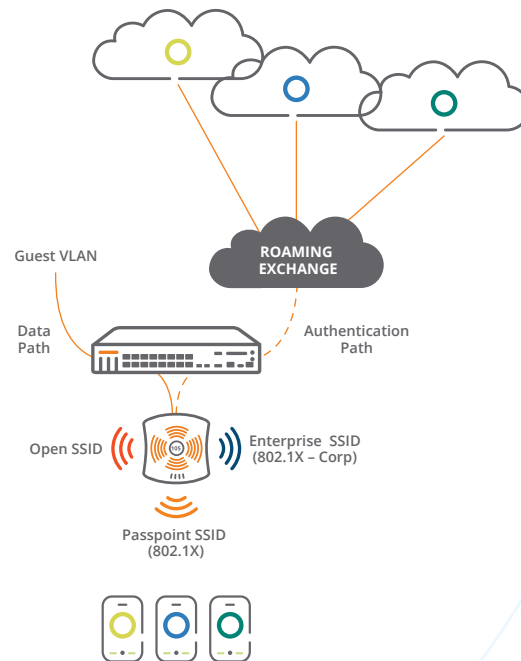 ROAMING
EXCHANGE
Guest VLAN
Data
Path
Authentication
Path
Open SSID
105
Enterprise SSID
(802.1X – Corp)
Passpoint SSID
(802.1X)